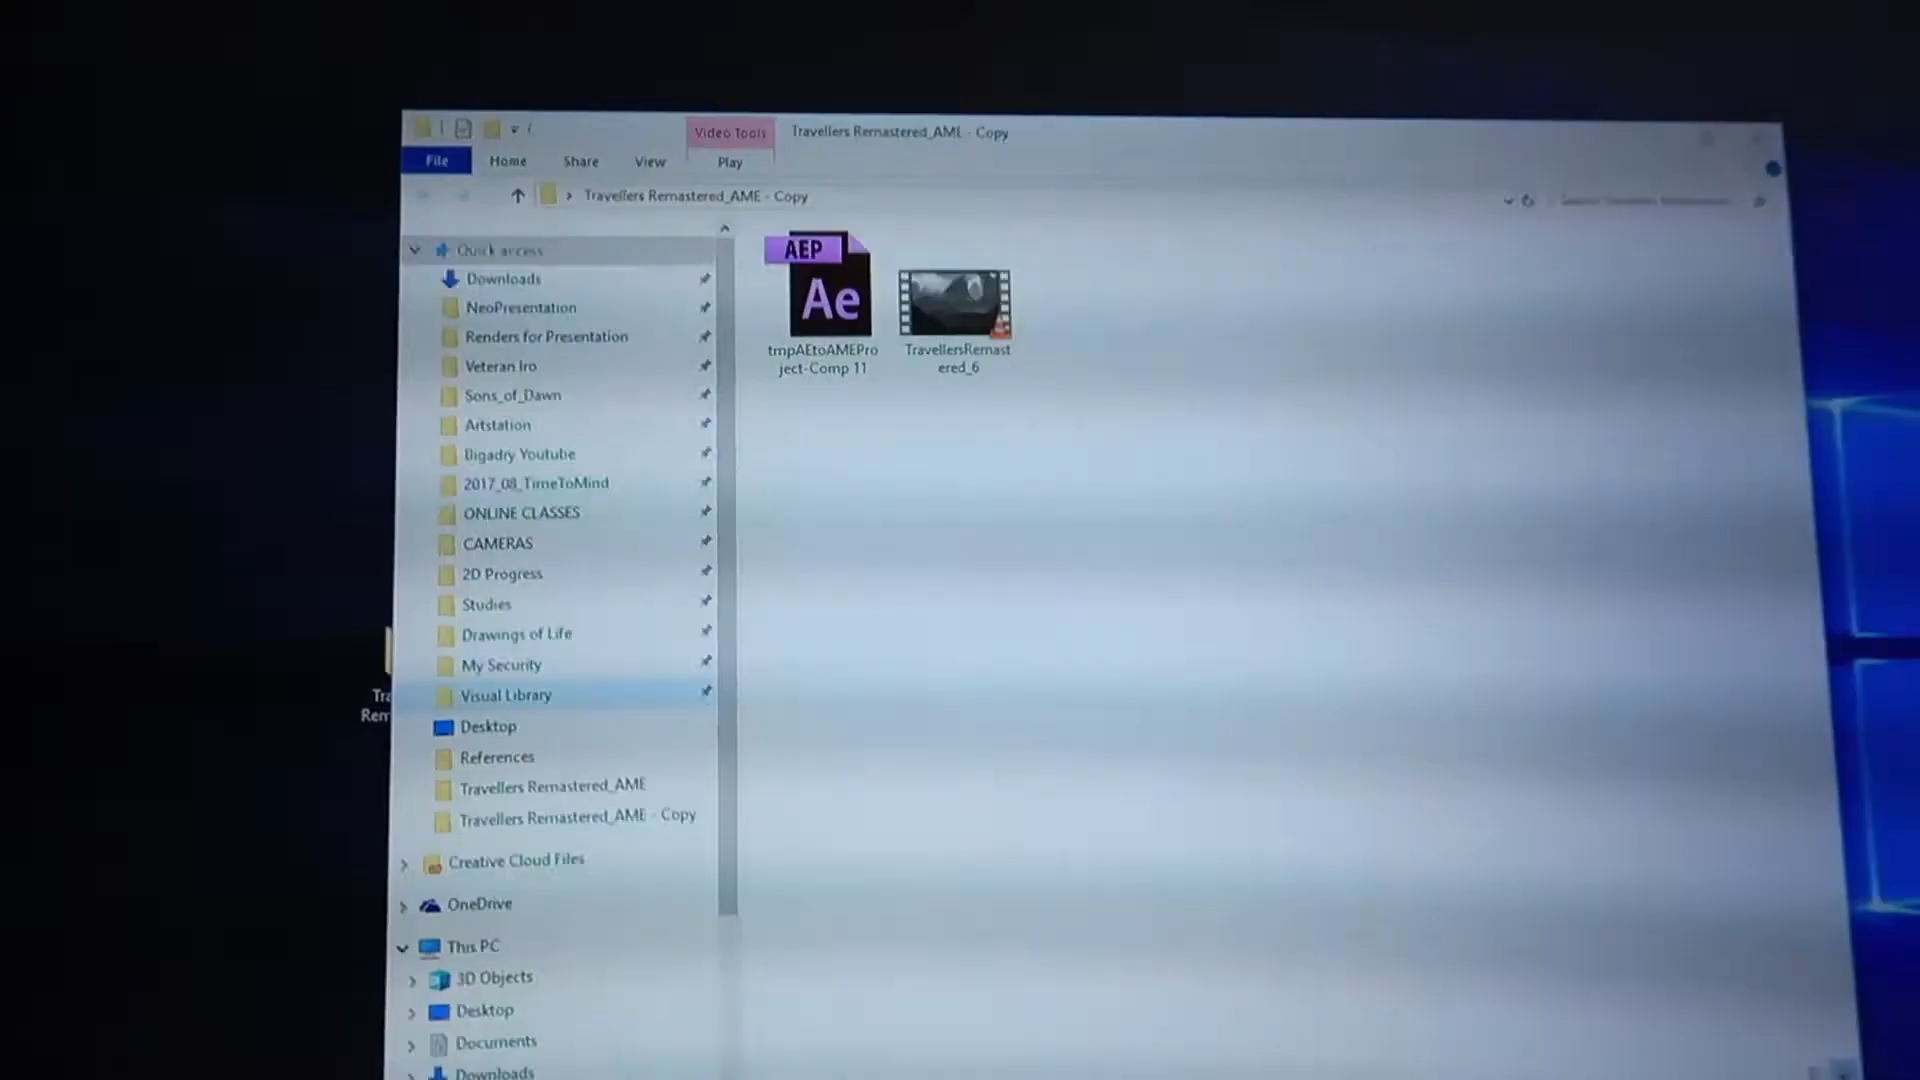 Video Tools
Travellers Remastered_AME - Copy
File
Home
Share
View
Play
Travellers Remastered_AME - Copy
Quick access
Downloads
NeoPresentation
Renders for Presentation
Veteran Iro
Sons_of_Dawn
Artstation
Bigadry Youtube
2017_08_TimeToMind
ONLINE CLASSES
CAMERAS
2D Progress
Studies
Drawings of Life
My Security
Visual Library
Desktop
References
Travellers Remastered_AME
Travellers Remastered_AME - Copy
Creative Cloud Files
OneDrive
This PC
3D Objects
Desktop
Documents
Downloads
AEP
Ae
tmpAEtoAMEPro
ject-Comp 11
TravellersRemast
ered_6
Tra
Rem